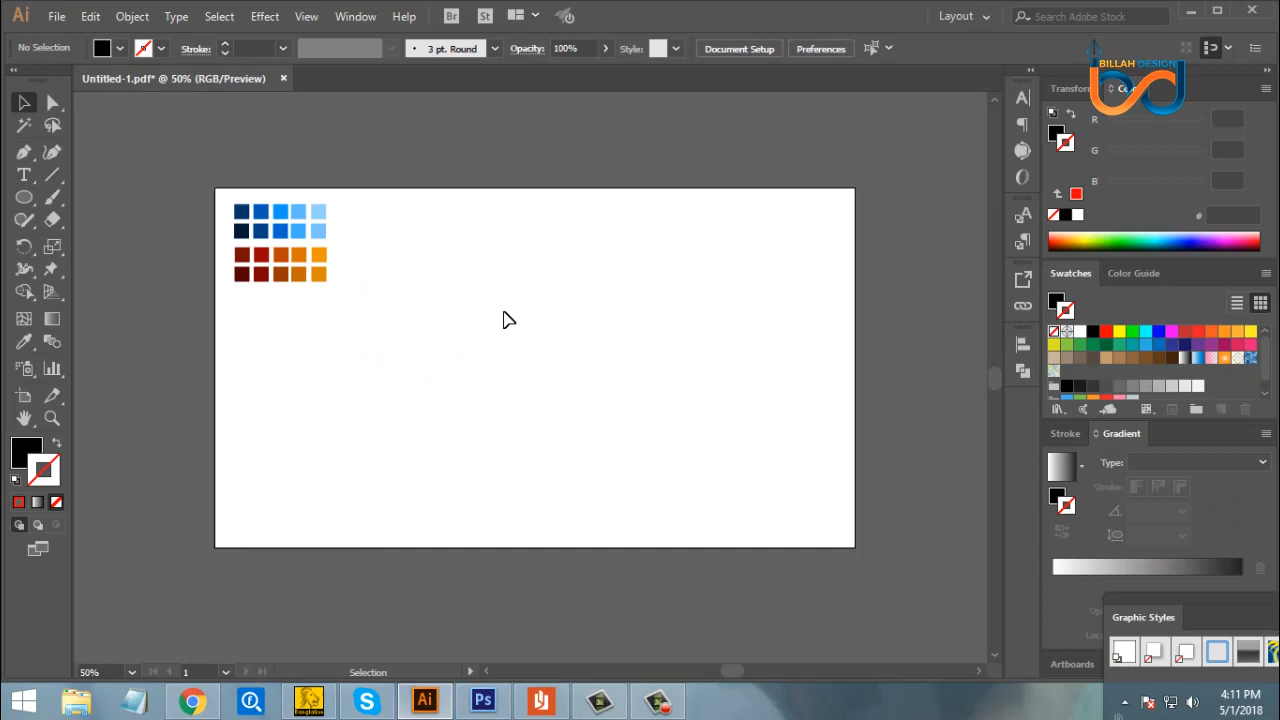 Ai File Edit Object Type Select Effect View Window Help Br St Layout Search Adobe Stock
No Selection Stroke: 3 pt. Round Opacity: 100% Style: Document Setup Preferences
BILLAH DESIGN
Untitled-1.pdf* @ 50% (RGB/Preview)
Transform
R
G
B
#
Swatches Color Guide
Stroke Gradient
Type:
Stroke:
Graphic Styles
Artboards
50% 1 Selection
Ai Ps
4:11 PM
5/1/2018